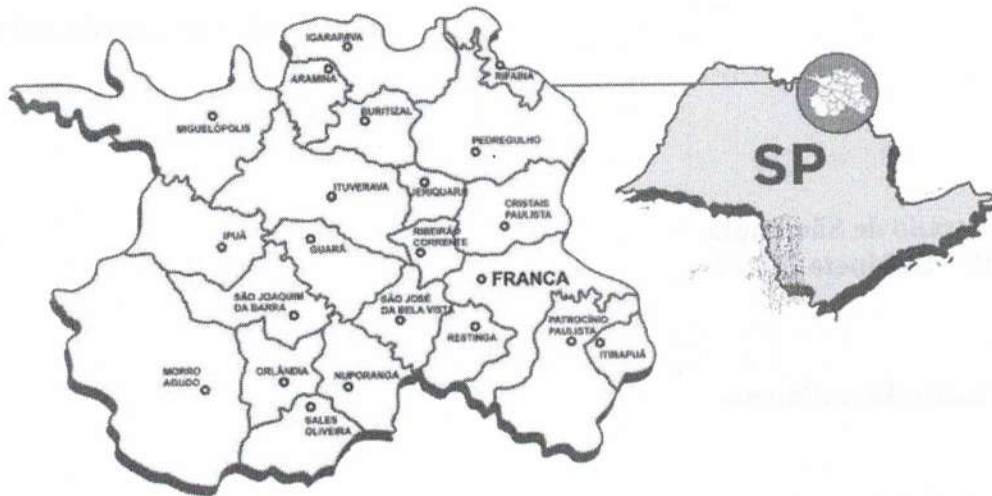 IGARAPAVA
ARAMINA
RIFAINA
BURITIZAL
MIGUELÓPOLIS
PEDREGULHO
SP
ITUVERAVA
JERIQUARA
CRISTAIS
PAULISTA
IPUÃ
GUARÁ
RIBEIRÃO
CORRENTE
FRANCA
SÃO JOAQUIM
DA BARRA
SÃO JOSÉ
DA BELA VISTA
RESTINGA
PATROCÍNIO
PAULISTA
ITIRAPUÃ
MORRO
AGUDO
ORLÂNDIA
NUPORANGA
SALES
OLIVEIRA